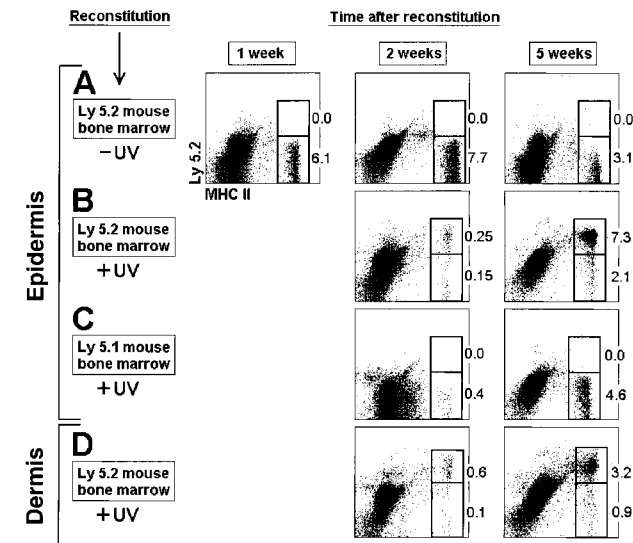 Reconstitution
Time after reconstitution
1 week
2 weeks
5 weeks
Epidermis
A
Ly 5.2 mouse
bone marrow
−UV
Ly 5.2
MHC II
0.0
6.1
0.0
7.7
0.0
3.1
B
Ly 5.2 mouse
bone marrow
+UV
0.25
0.15
7.3
2.1
C
Ly 5.1 mouse
bone marrow
+UV
0.0
0.4
0.0
4.6
Dermis
D
Ly 5.2 mouse
bone marrow
+UV
0.6
0.1
3.2
0.9